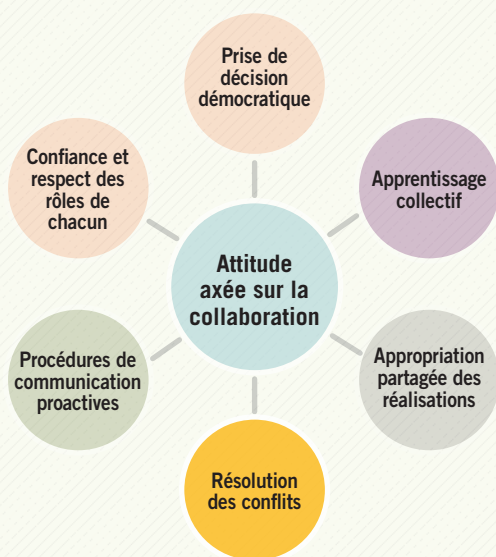 Prise de
décision
démocratique
Confiance et
respect des
rôles de
chacun
Apprentissage
collectif
Attitude
axée sur la
collaboration
Procédures de
communication
proactives
Appropriation
partagée des
réalisations
Résolution
des conflits